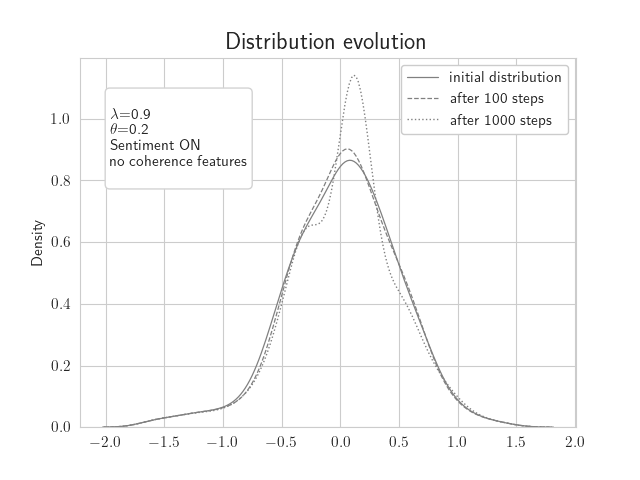 Distribution evolution
λ=0.9
θ=0.2
Sentiment ON
no coherence features
initial distribution
after 100 steps
after 1000 steps
Density
1.0
0.8
0.6
0.4
0.2
0.0
−2.0 −1.5 −1.0 −0.5 0.0 0.5 1.0 1.5 2.0